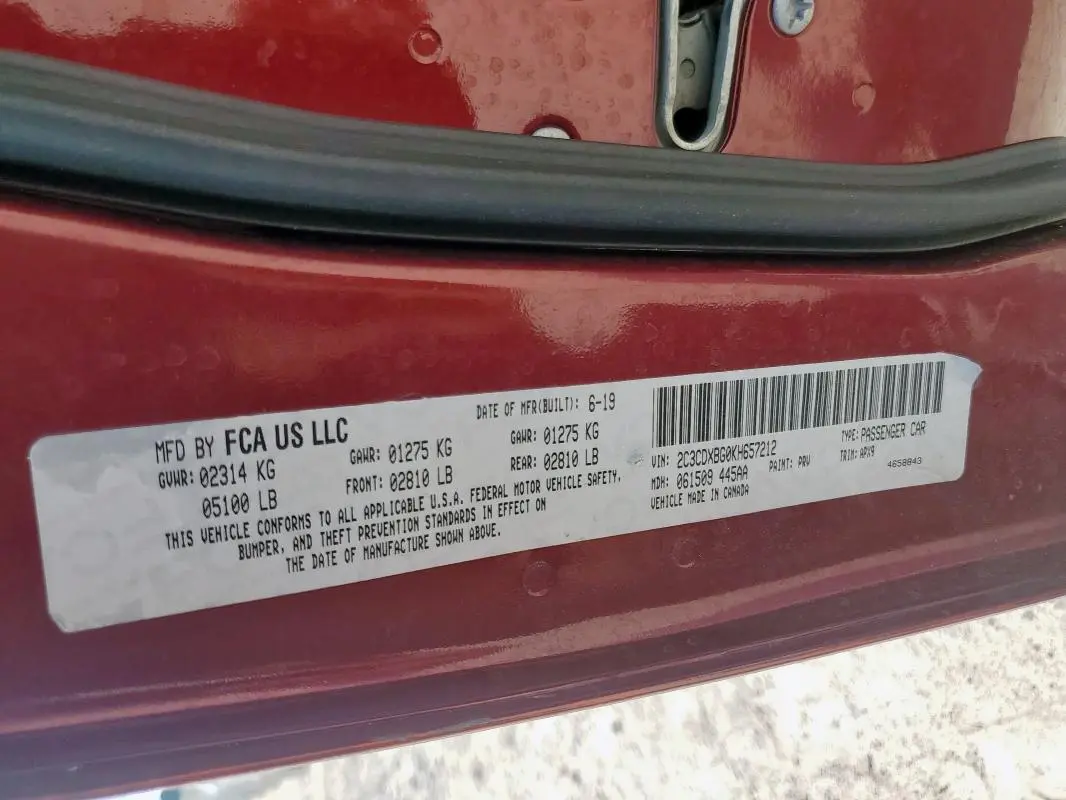 MFD BY FCA US LLC
DATE OF MFR(BUILT): 6-19
GVWR: 02314 KG
05100 LB
GAWR: 01275 KG
FRONT: 02810 LB
GAWR: 01275 KG
REAR: 02810 LB
THIS VEHICLE CONFORMS TO ALL APPLICABLE U.S.A. FEDERAL MOTOR VEHICLE SAFETY,
BUMPER, AND THEFT PREVENTION STANDARDS IN EFFECT ON
THE DATE OF MANUFACTURE SHOWN ABOVE.
VIN: 2C3CDXBG0KH657212
TYPE: PASSENGER CAR
MDH: 061509 445AA
PAINT: PRV
TRIM: APX9
VEHICLE MADE IN CANADA
4658843